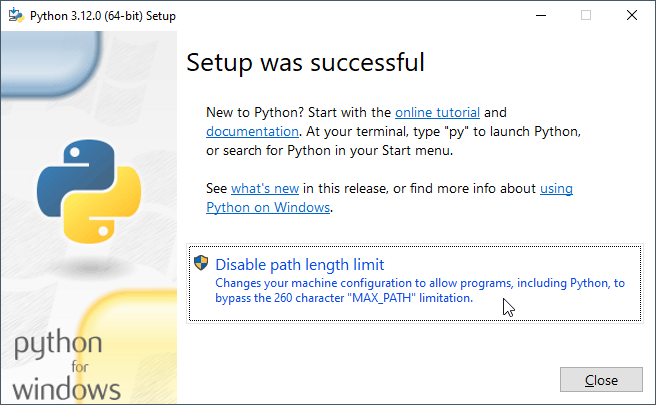 Python 3.12.0 (64-bit) Setup
Setup was successful
New to Python? Start with the online tutorial and
documentation. At your terminal, type "py" to launch Python,
or search for Python in your Start menu.
See what's new in this release, or find more info about using
Python on Windows.
Disable path length limit
Changes your machine configuration to allow programs, including Python, to
bypass the 260 character "MAX_PATH" limitation.
python
for
windows
Close